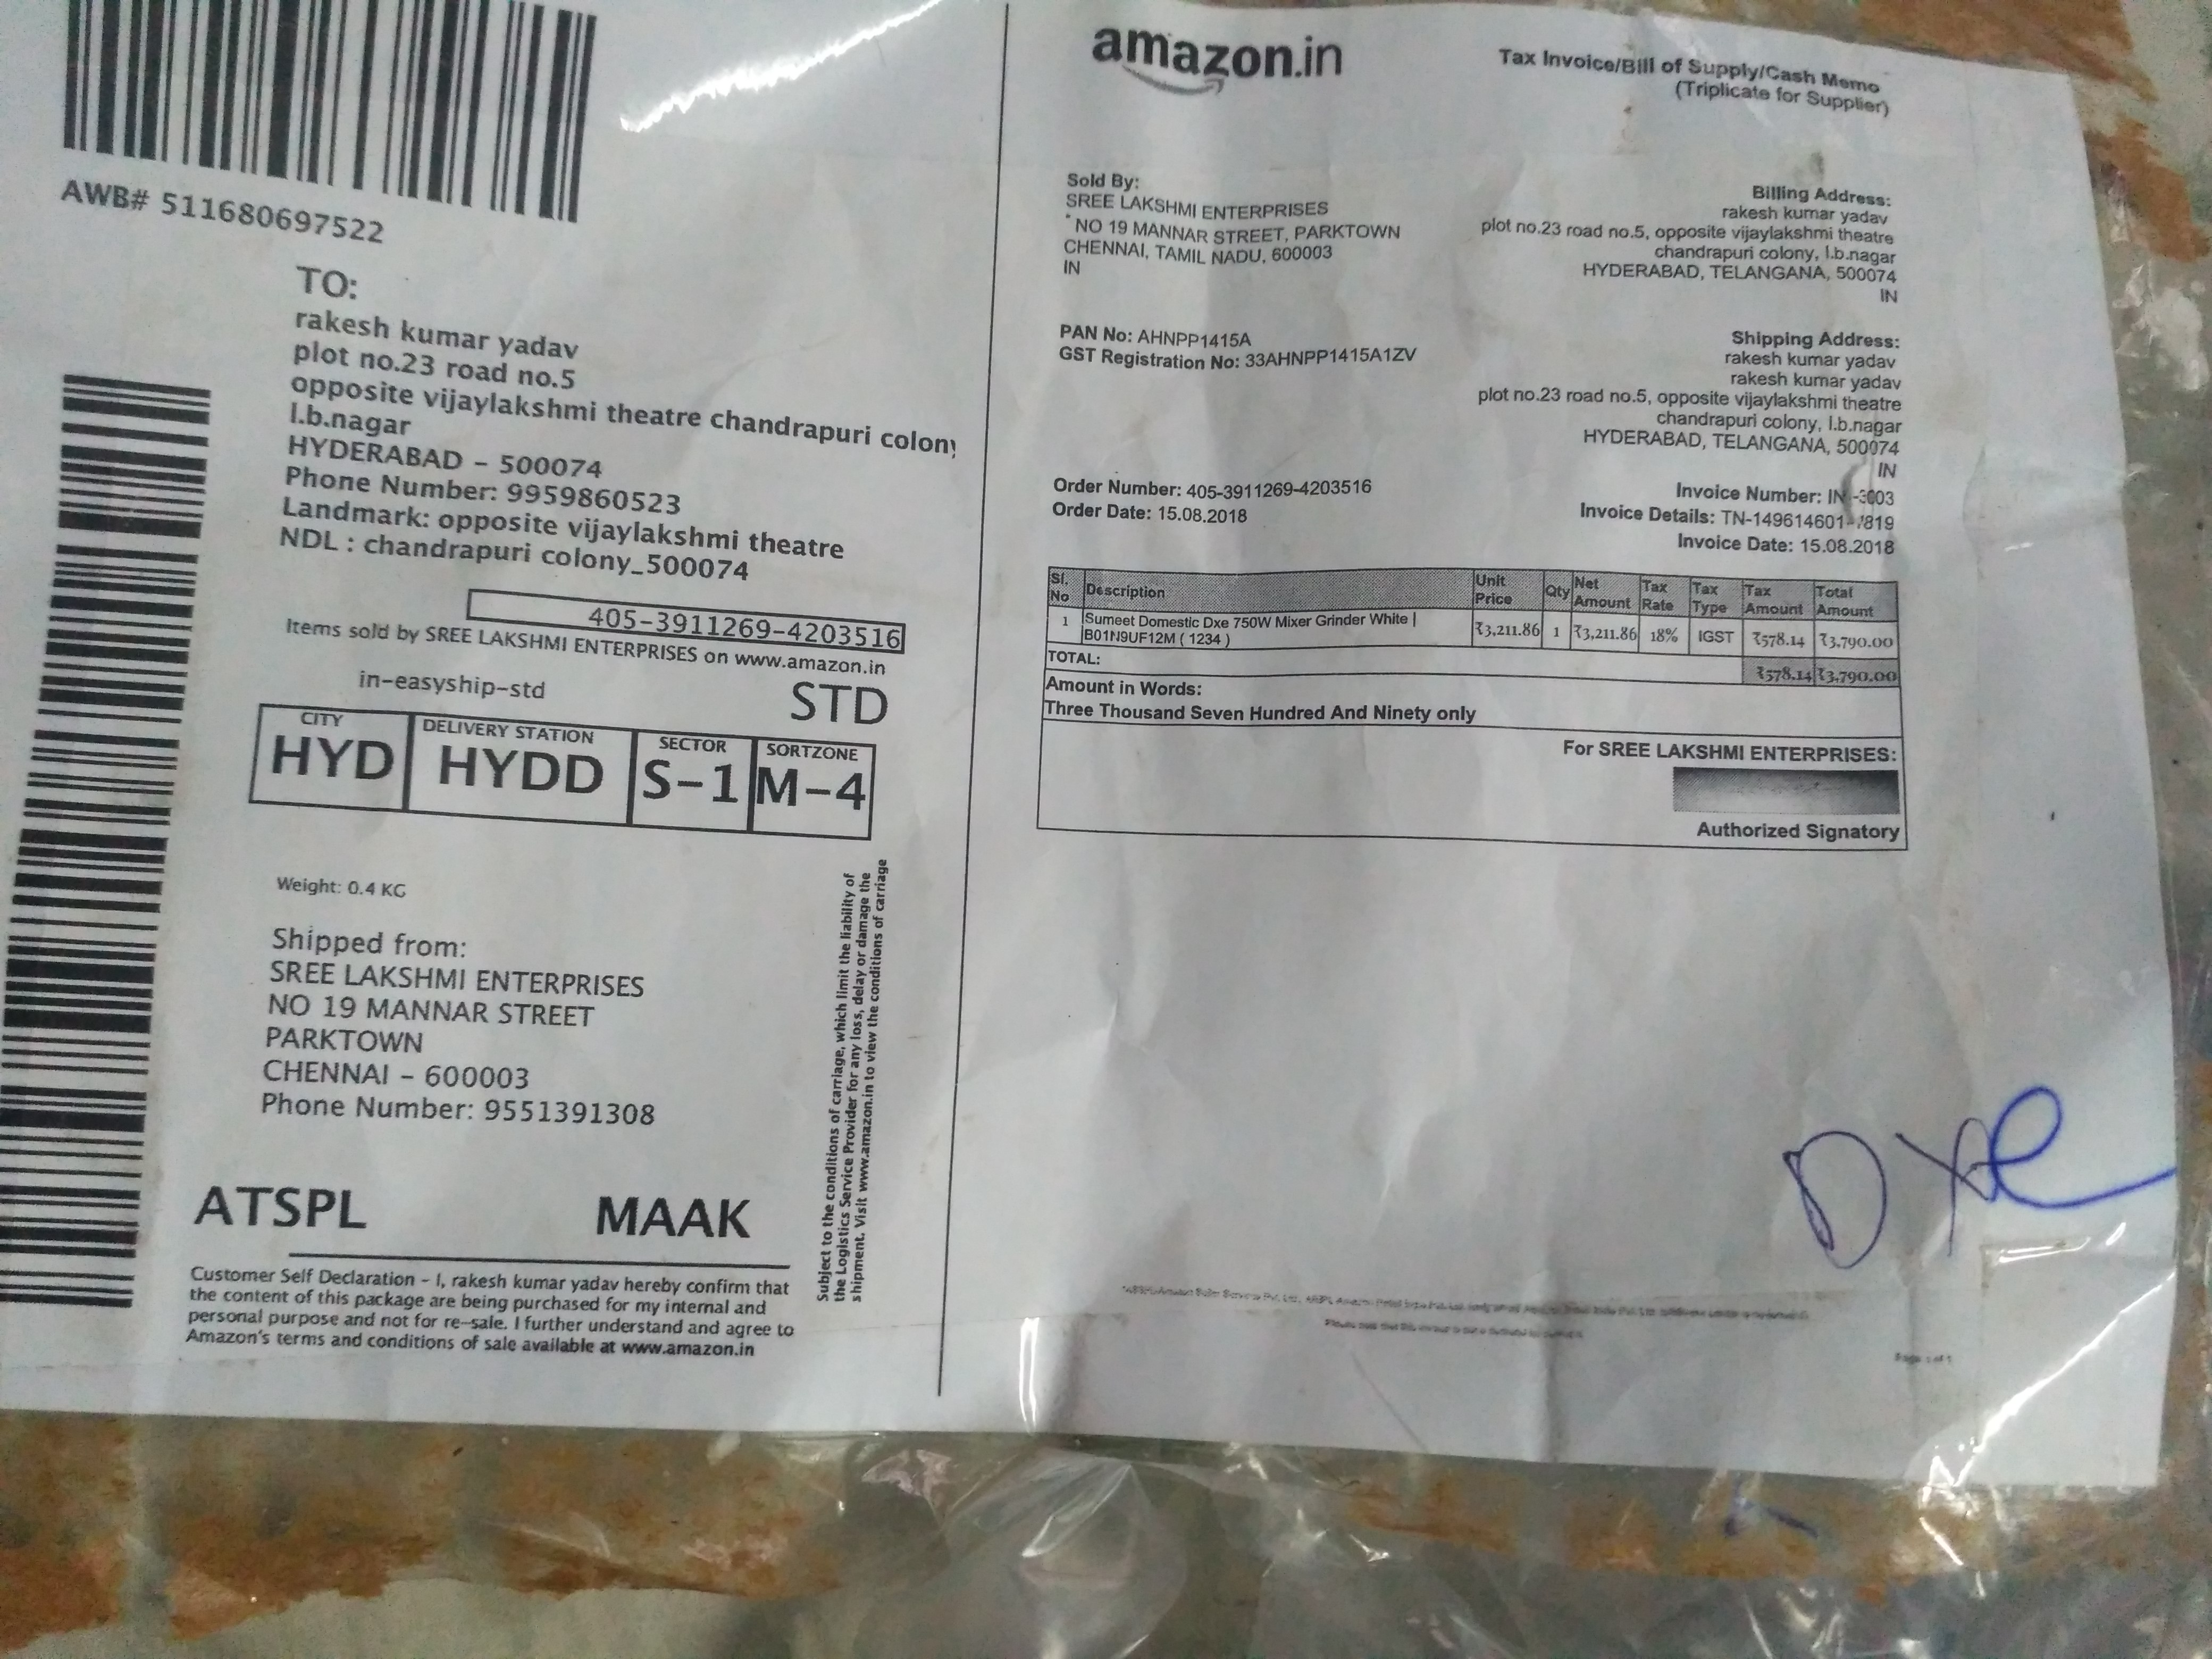 AWB# 511680697522
TO:
rakesh kumar yadav
plot no.23 road no.5
opposite vijaylakshmi theatre chandrapuri colony
l.b.nagar
HYDERABAD - 500074
Phone Number: 9959860523
Landmark: opposite vijaylakshmi theatre
NDL : chandrapuri colony_500074
405-3911269-4203516
Items sold by SREE LAKSHMI ENTERPRISES on www.amazon.in
in-easyship-std
STD
CITY DELIVERY STATION SECTOR SORTZONE
HYD HYDD S-1 M-4
Weight: 0.4 KG
Shipped from:
SREE LAKSHMI ENTERPRISES
NO 19 MANNAR STREET
PARKTOWN
CHENNAI - 600003
Phone Number: 9551391308
Subject to the conditions of carriage, which limit the liability of
the Logistics Service Provider for any loss, delay or damage the
shipment. Visit www.amazon.in to view the conditions of carriage
ATSPL MAAK
Customer Self Declaration - I, rakesh kumar yadav hereby confirm that
the content of this package are being purchased for my internal and
personal purpose and not for re-sale. I further understand and agree to
Amazon's terms and conditions of sale available at www.amazon.in
amazon.in
Tax Invoice/Bill of Supply/Cash Memo
(Triplicate for Supplier)
Sold By:
SREE LAKSHMI ENTERPRISES
* NO 19 MANNAR STREET, PARKTOWN
CHENNAI, TAMIL NADU, 600003
IN
Billing Address:
rakesh kumar yadav
plot no.23 road no.5, opposite vijaylakshmi theatre
chandrapuri colony, l.b.nagar
HYDERABAD, TELANGANA, 500074
IN
PAN No: AHNPP1415A
GST Registration No: 33AHNPP1415A1ZV
Shipping Address:
rakesh kumar yadav
rakesh kumar yadav
plot no.23 road no.5, opposite vijaylakshmi theatre
chandrapuri colony, l.b.nagar
HYDERABAD, TELANGANA, 500074
IN
Order Number: 405-3911269-4203516
Order Date: 15.08.2018
Invoice Number:
Invoice Details:
Invoice Date: 15.08.2018
Sl. No Description Unit Price Qty Net Amount Tax Rate Tax Type Tax Amount Total Amount
1 Sumeet Domestic Dxe 750W Mixer Grinder White | ₹3,211.86 1 ₹3,211.86 18% IGST ₹578.14 ₹3,790.00
B01N9UF12M ( 1234 )
TOTAL: ₹578.14 ₹3,790.00
Amount in Words:
Three Thousand Seven Hundred And Ninety only
For SREE LAKSHMI ENTERPRISES:
Authorized Signatory
Dxe
Page 1 of 1